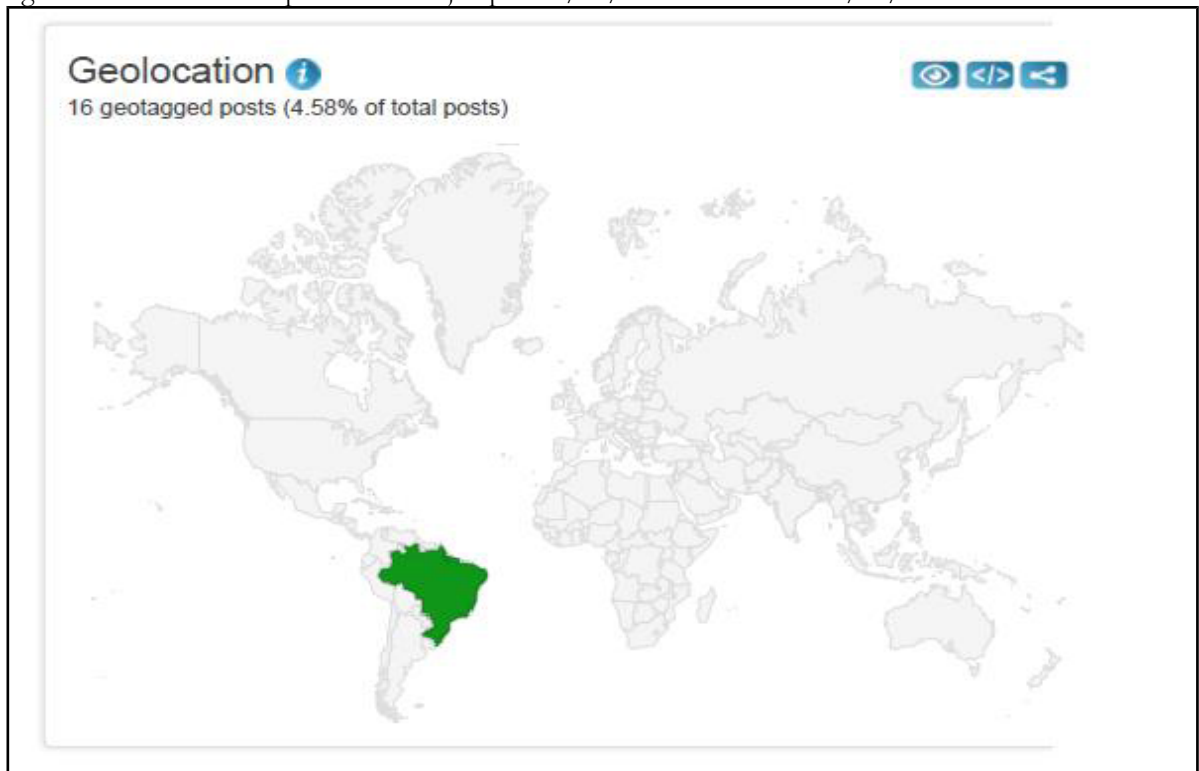 Geolocation i
16 geotagged posts (4.58% of total posts)
</>